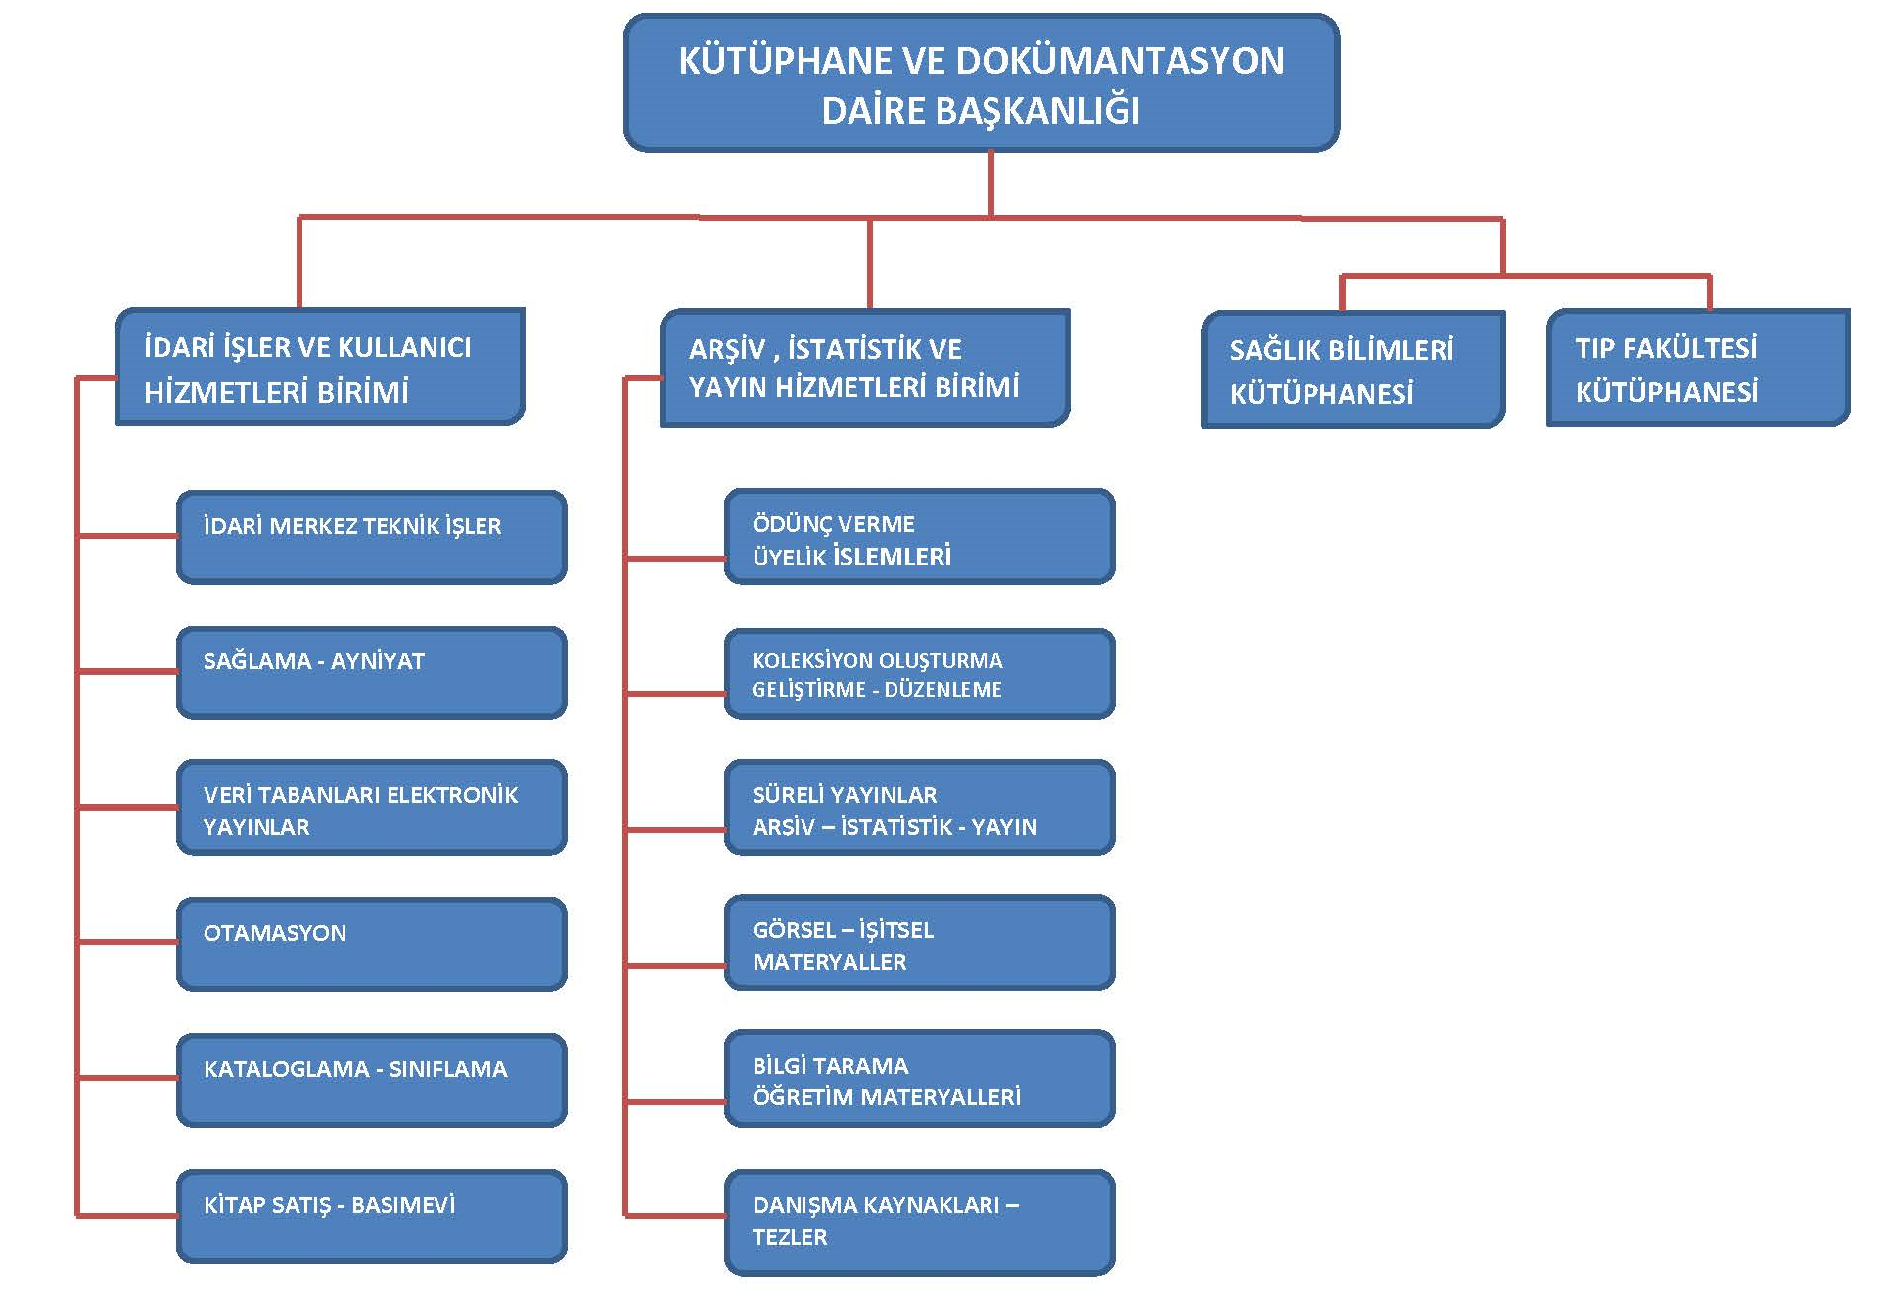 KÜTÜPHANE VE DOKÜMANTASYON
DAİRE BAŞKANLIĞI
İDARİ İŞLER VE KULLANICI
HİZMETLERİ BİRİMİ
ARŞİV , İSTATİSTİK VE
YAYIN HİZMETLERİ BİRİMİ
SAĞLIK BİLİMLERİ
KÜTÜPHANESİ
TIP FAKÜLTESİ
KÜTÜPHANESİ
İDARİ MERKEZ TEKNİK İŞLER
SAĞLAMA - AYNİYAT
VERİ TABANLARI ELEKTRONİK
YAYINLAR
OTAMASYON
KATALOGLAMA - SINIFLAMA
KİTAP SATIŞ - BASIMEVİ
ÖDÜNÇ VERME
ÜYELİK İSLEMLERİ
KOLEKSİYON OLUŞTURMA
GELİŞTİRME - DÜZENLEME
SÜRELİ YAYINLAR
ARSİV – İSTATİSTİK - YAYIN
GÖRSEL – İŞİTSEL
MATERYALLER
BİLGİ TARAMA
ÖĞRETİM MATERYALLERİ
DANIŞMA KAYNAKLARI –
TEZLER